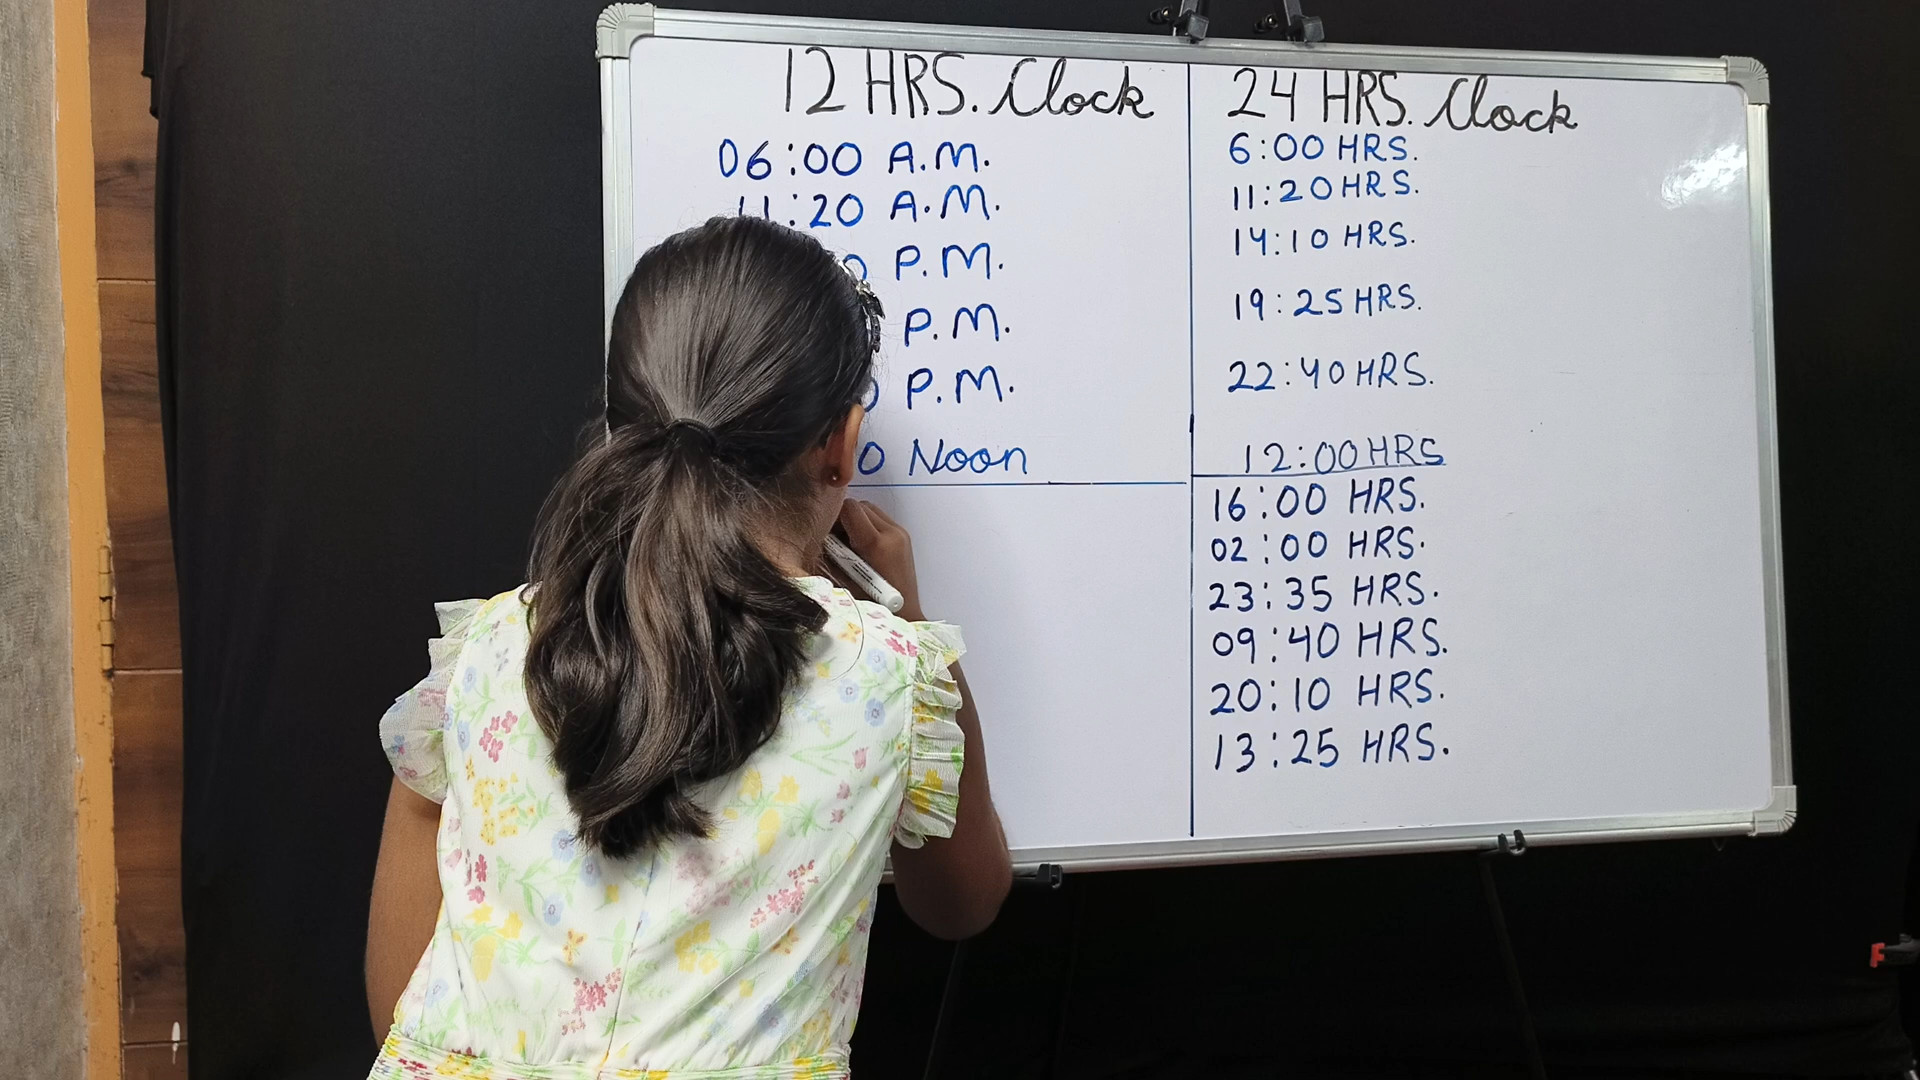 12 HRS. Clock
06:00 A.M.
11:20 A.M.
P.M.
P.M.
P.M.
Noon
24 HRS. Clock
6:00 HRS.
11:20 HRS.
14:10 HRS.
19:25 HRS.
22:40 HRS.
12:00 HRS
16:00 HRS.
02:00 HRS.
23:35 HRS.
09:40 HRS.
20:10 HRS.
13:25 HRS.